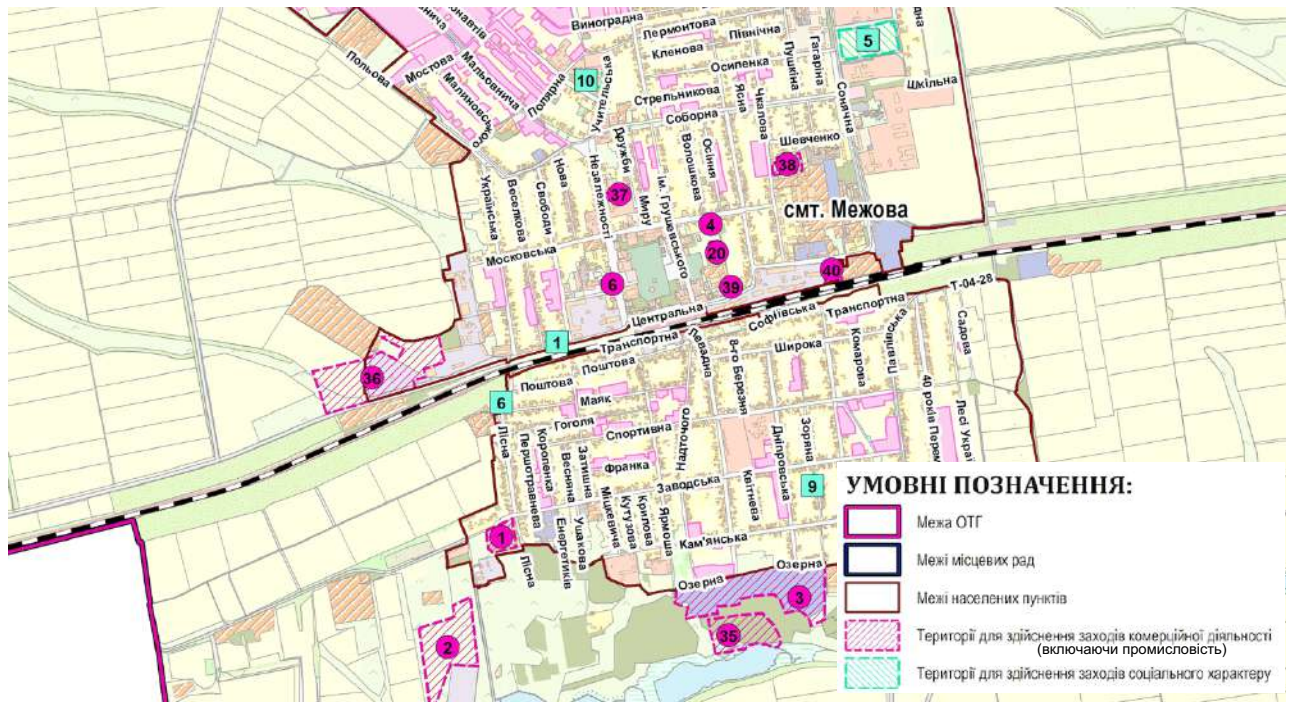 Виноградна
Лермонтова
Північна
5
Кленова
Пушкіна
Гагаріна
Мостова
Мальовнича
Польова
Осипенка
10
Учительська
Полярна
Шкільна
Стрельникова
Ясна
Чкалова
Сонячна
Соборна
Дружби
Шевченко
38
Волошкова
Осіння
Нова
Незалежності
37
Миру
ім. Грушевського
Українська
Веселкова
Свободи
смт. Межова
4
Московська
20
40
6
39
Т-04-28
Центральна
Софіївська
Транспортна
1
Транспортна
Левадна
8-го Березня
Широка
Комарова
Садова
Поштова
Поштова
36
6
Маяк
Гоголя
Спортивна
Надточого
40 років Перем
Лесі Украї
Лісна
Першотравнева
Короленка
Весняна
Затишна
Франка
Дніпровська
Зоряна
Заводська
Квітнева
9
Міцкевича
Кутузова
Крилова
Ярмоша
1
Енергетиків
Ушакова
Кам'янська
Лісна
Озерна
Озерна
3
35
2
УМОВНІ ПОЗНАЧЕННЯ:
Межа ОТГ
Межі місцевих рад
Межі населених пунктів
Території для здійснення заходів комерційної діяльності
(включаючи промисловість)
Території для здійснення заходів соціального характеру